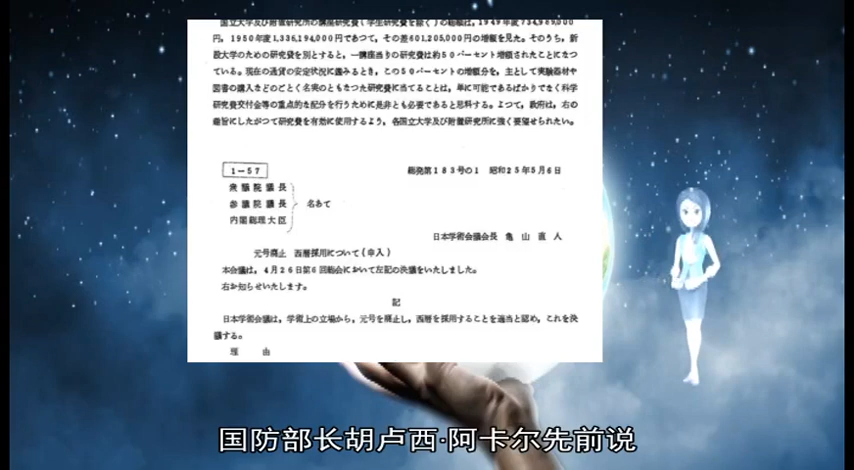 国立大学及び附置研究所の講座研究費(学生研究費を除く)の総額は,1949年度734,989,000
円,1950年度1,336,194,000円であつて,その差601,205,000円の増額を見た。そのうち,新
設大学のための研究費を別とすると,一講座当りの研究費は約50パーセント増額されたことになつ
ている。現在の通貨の安定状況に鑑みるとき,この50パーセントの増額分を,主として実験器材や
図書の購入などのごとく名実のともなつた研究費に当てることは,単に可能であるばかりでなく科学
研究費交付金等の重点的な配分を行うために是非とも必要であると思料する。よつて,政府は,右の
趣旨にしたがつて研究費を有効に使用するよう,各国立大学及び附置研究所に強く要望せられたい。
1-57
総発第183号の1 昭和25年5月6日
衆議院議長
参議院議長 名あて
内閣総理大臣
日本学術会議会長 亀山直人
元号廃止 西暦採用について(申入)
本会議は,4月26日第6回総会において左記の決議をいたしました。
右お知らせいたします。
記
日本学術会議は,学術上の立場から,元号を廃止し,西暦を採用することを適当と認め,これを決
議する。
理 由
国防部长胡卢西·阿卡尔先前说